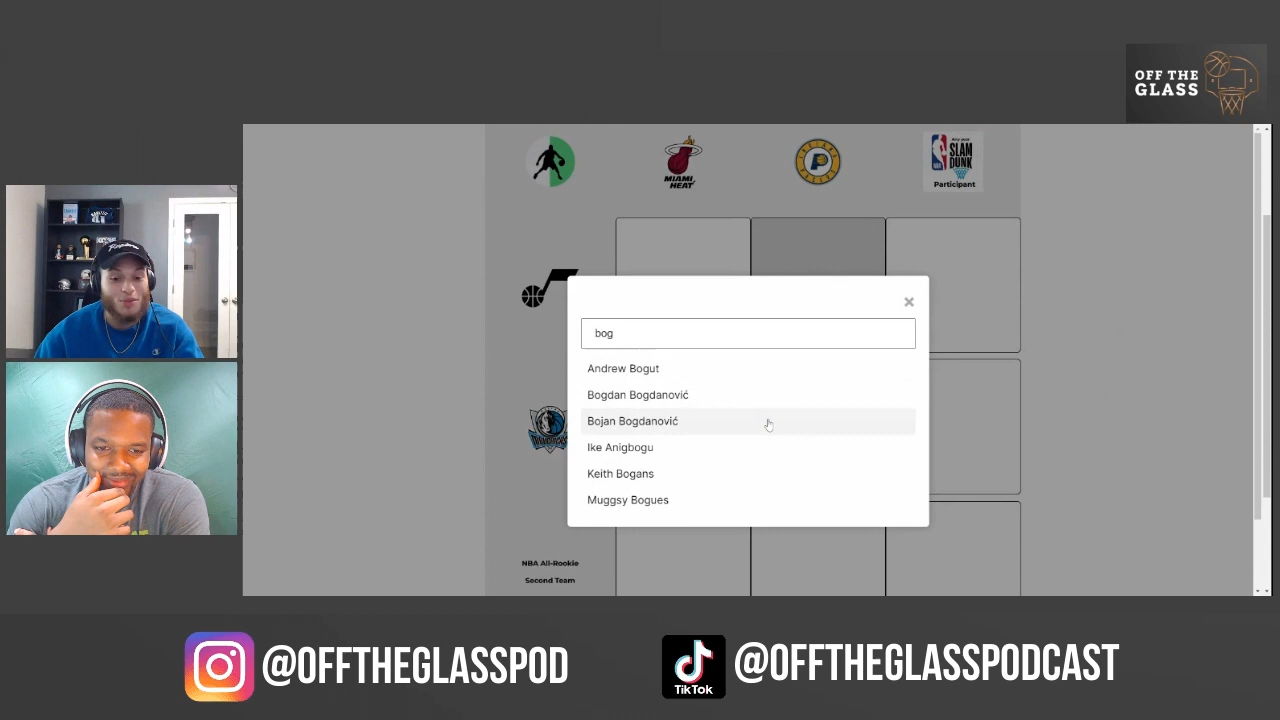 OFF THE
GLASS
MIAMI
HEAT
SLAM
DUNK
Participant
bog
Andrew Bogut
Bogdan Bogdanović
Bojan Bogdanović
Ike Anigbogu
Keith Bogans
Muggsy Bogues
NBA All-Rookie
Second Team
@OFFTHEGLASSPOD
TikTok
@OFFTHEGLASSPODCAST